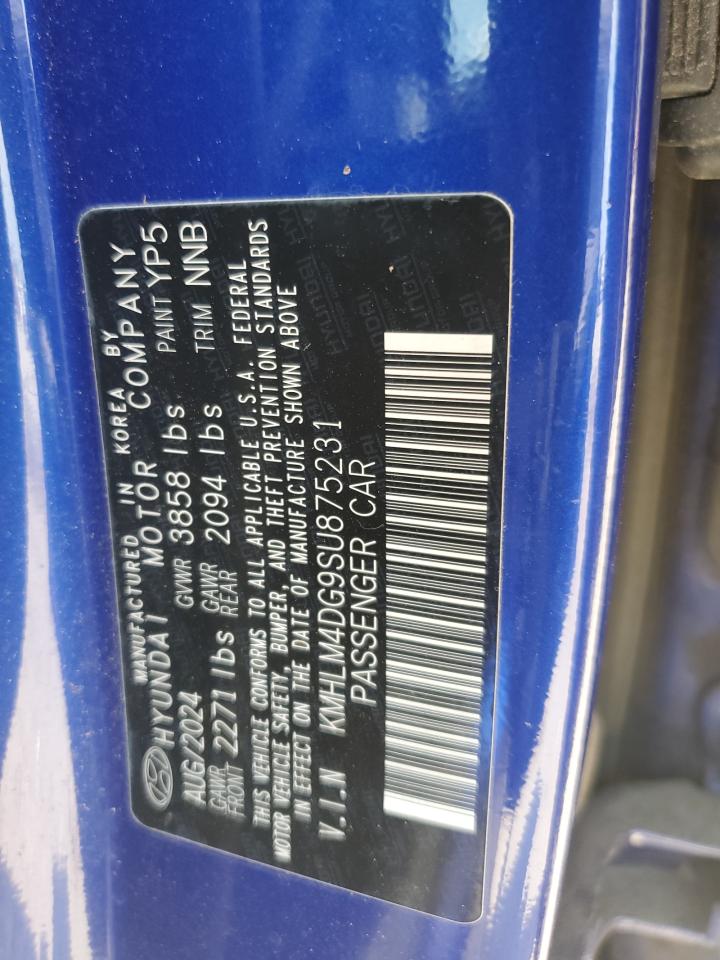 MANUFACTURED IN KOREA BY
HYUNDAI MOTOR COMPANY
AUG/2024 GVWR 3858 lbs PAINT YP5
GAWR FRONT 2271 lbs GAWR REAR 2094 lbs TRIM NNB
THIS VEHICLE CONFORMS TO ALL APPLICABLE U.S.A. FEDERAL
MOTOR VEHICLE SAFETY, BUMPER, AND THEFT PREVENTION STANDARDS
IN EFFECT ON THE DATE OF MANUFACTURE SHOWN ABOVE
V.I.N KMHLM4DG9SU875231
PASSENGER CAR